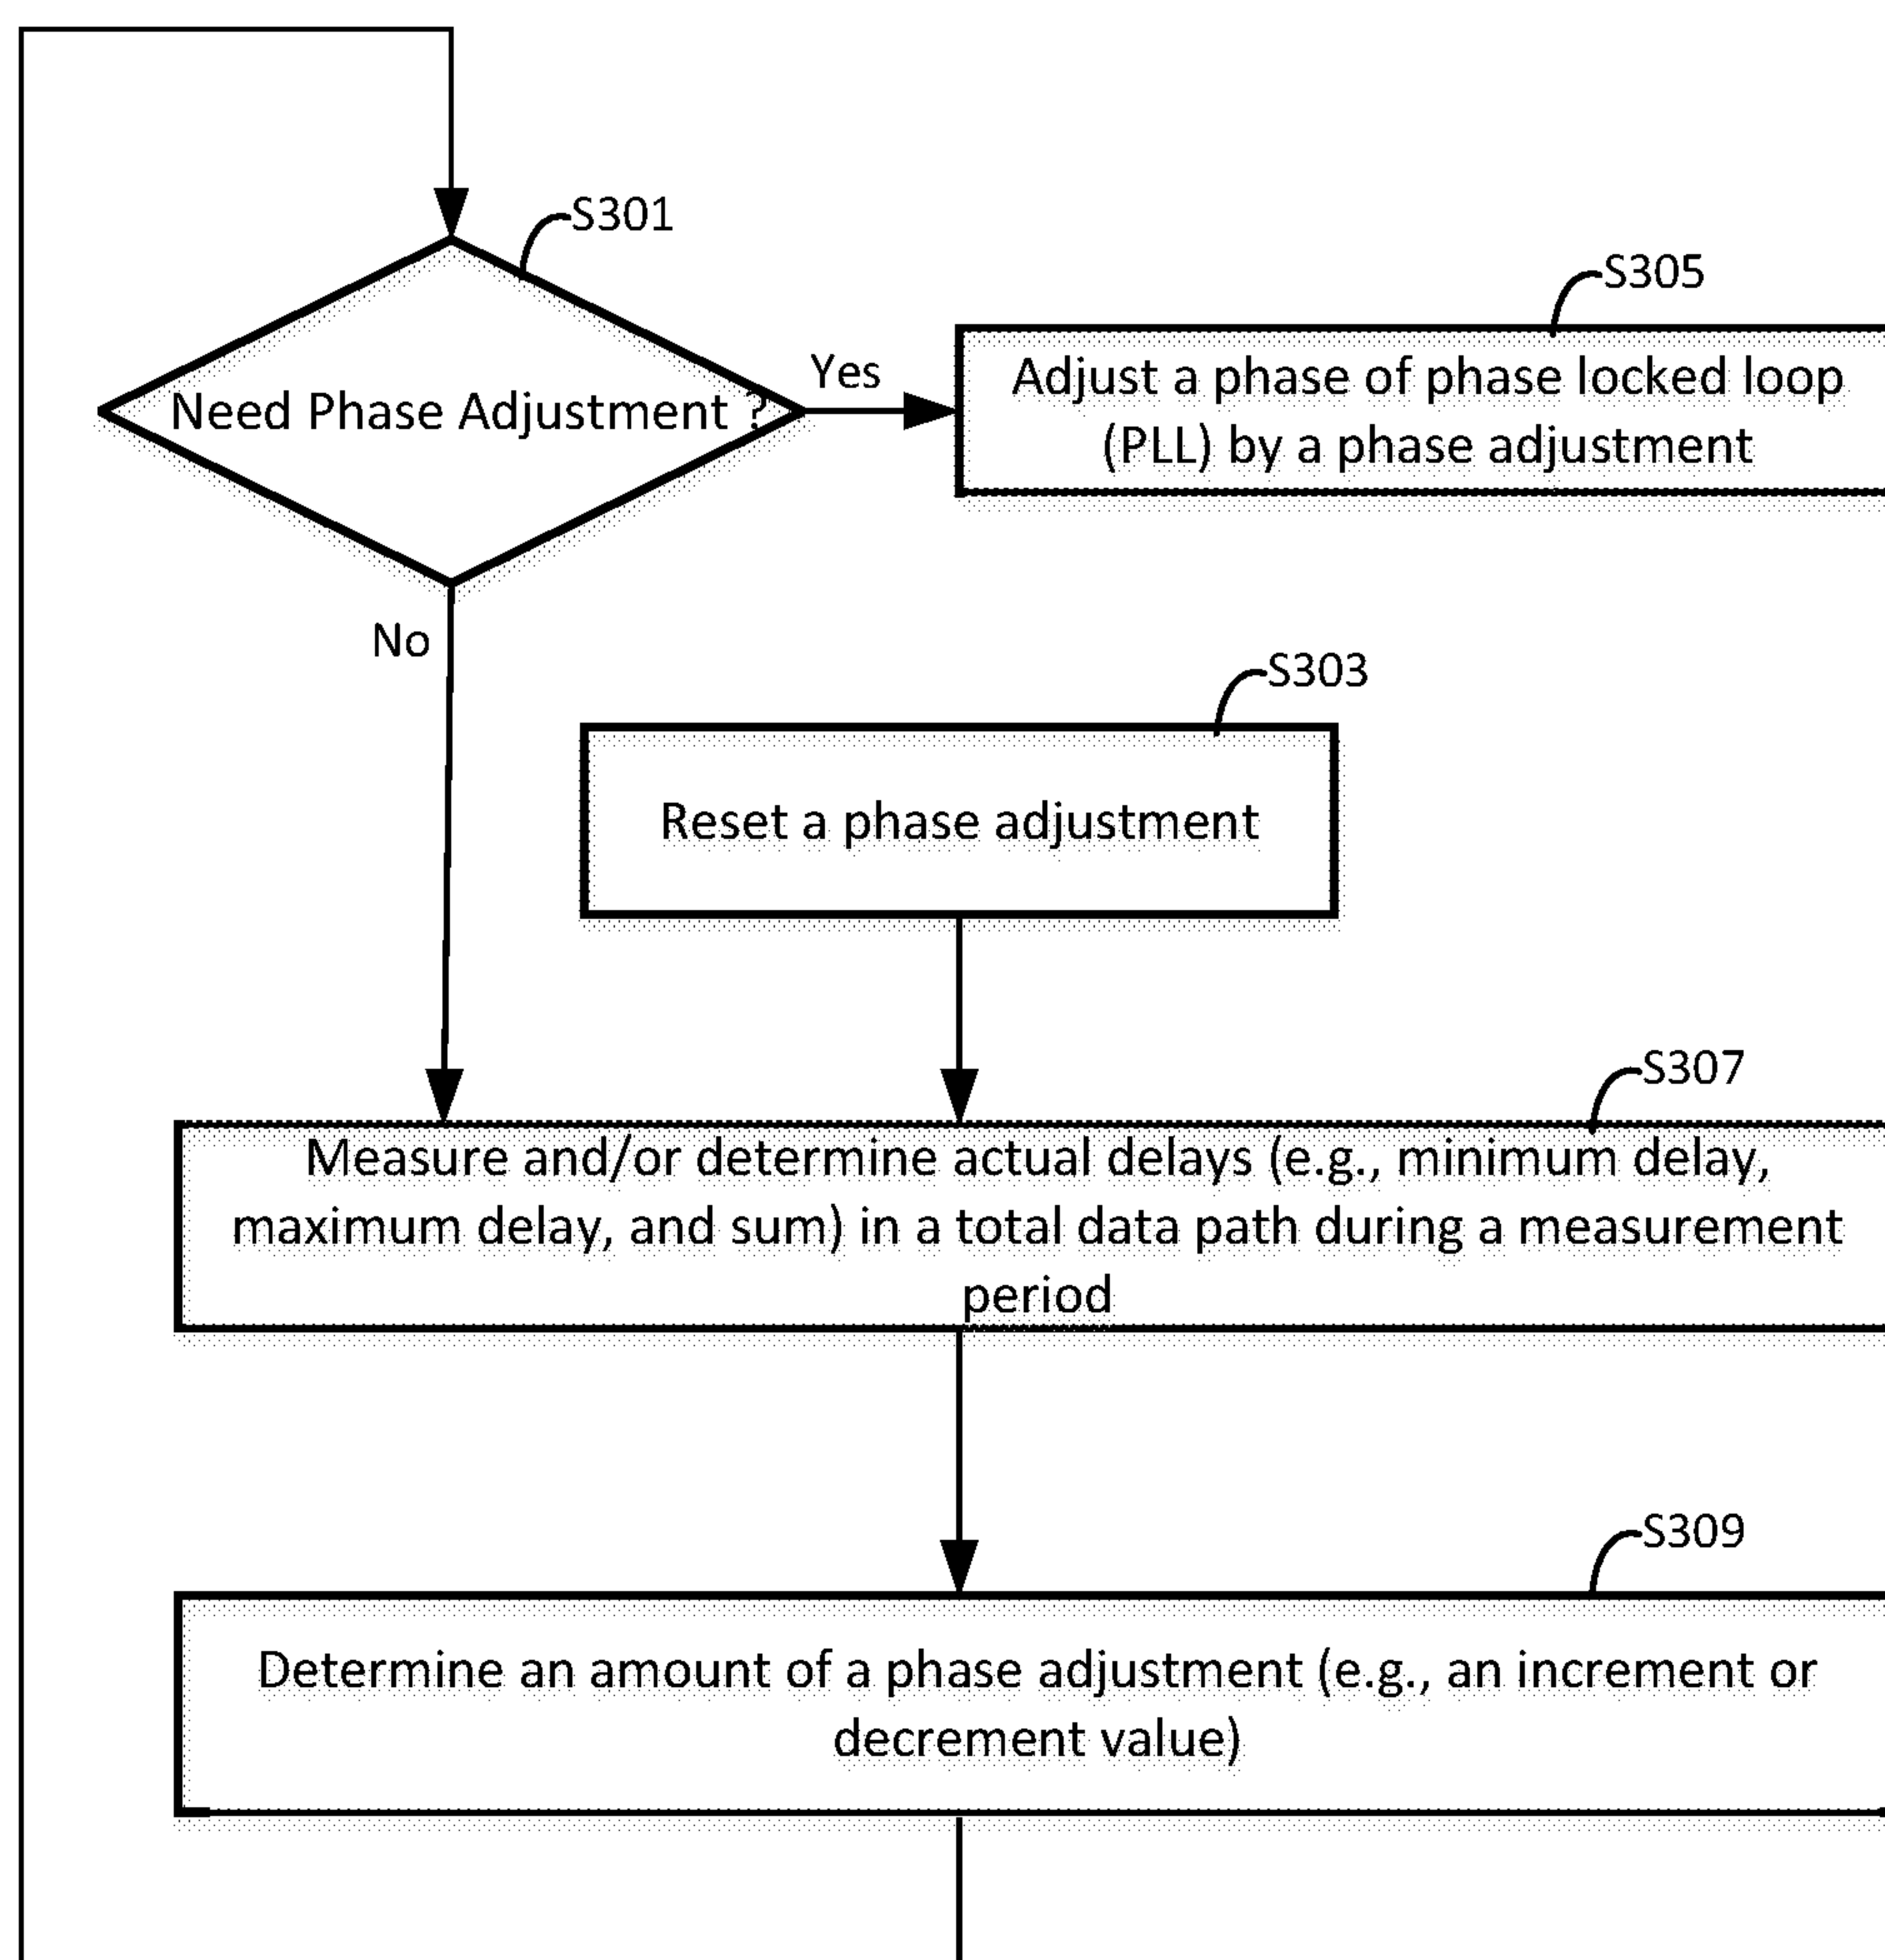 S301
S305
Yes
Adjust a phase of phase locked loop
(PLL) by a phase adjustment
Need Phase Adjustment ?
No
S303
Reset a phase adjustment
S307
Measure and/or determine actual delays (e.g., minimum delay,
maximum delay, and sum) in a total data path during a measurement
period
S309
Determine an amount of a phase adjustment (e.g., an increment or
decrement value)